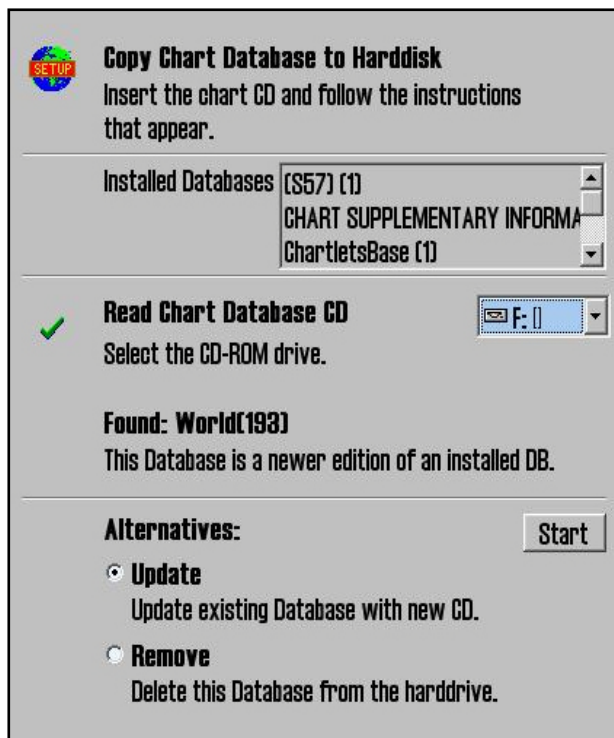 SETUP
Copy Chart Database to Harddisk
Insert the chart CD and follow the instructions
that appear.
Installed Databases
(S57) (1)
CHART SUPPLEMENTARY INFORMA
ChartletsBase (1)
Read Chart Database CD
F: []
Select the CD-ROM drive.
Found: World(193)
This Database is a newer edition of an installed DB.
Alternatives:
Start
Update
Update existing Database with new CD.
Remove
Delete this Database from the harddrive.